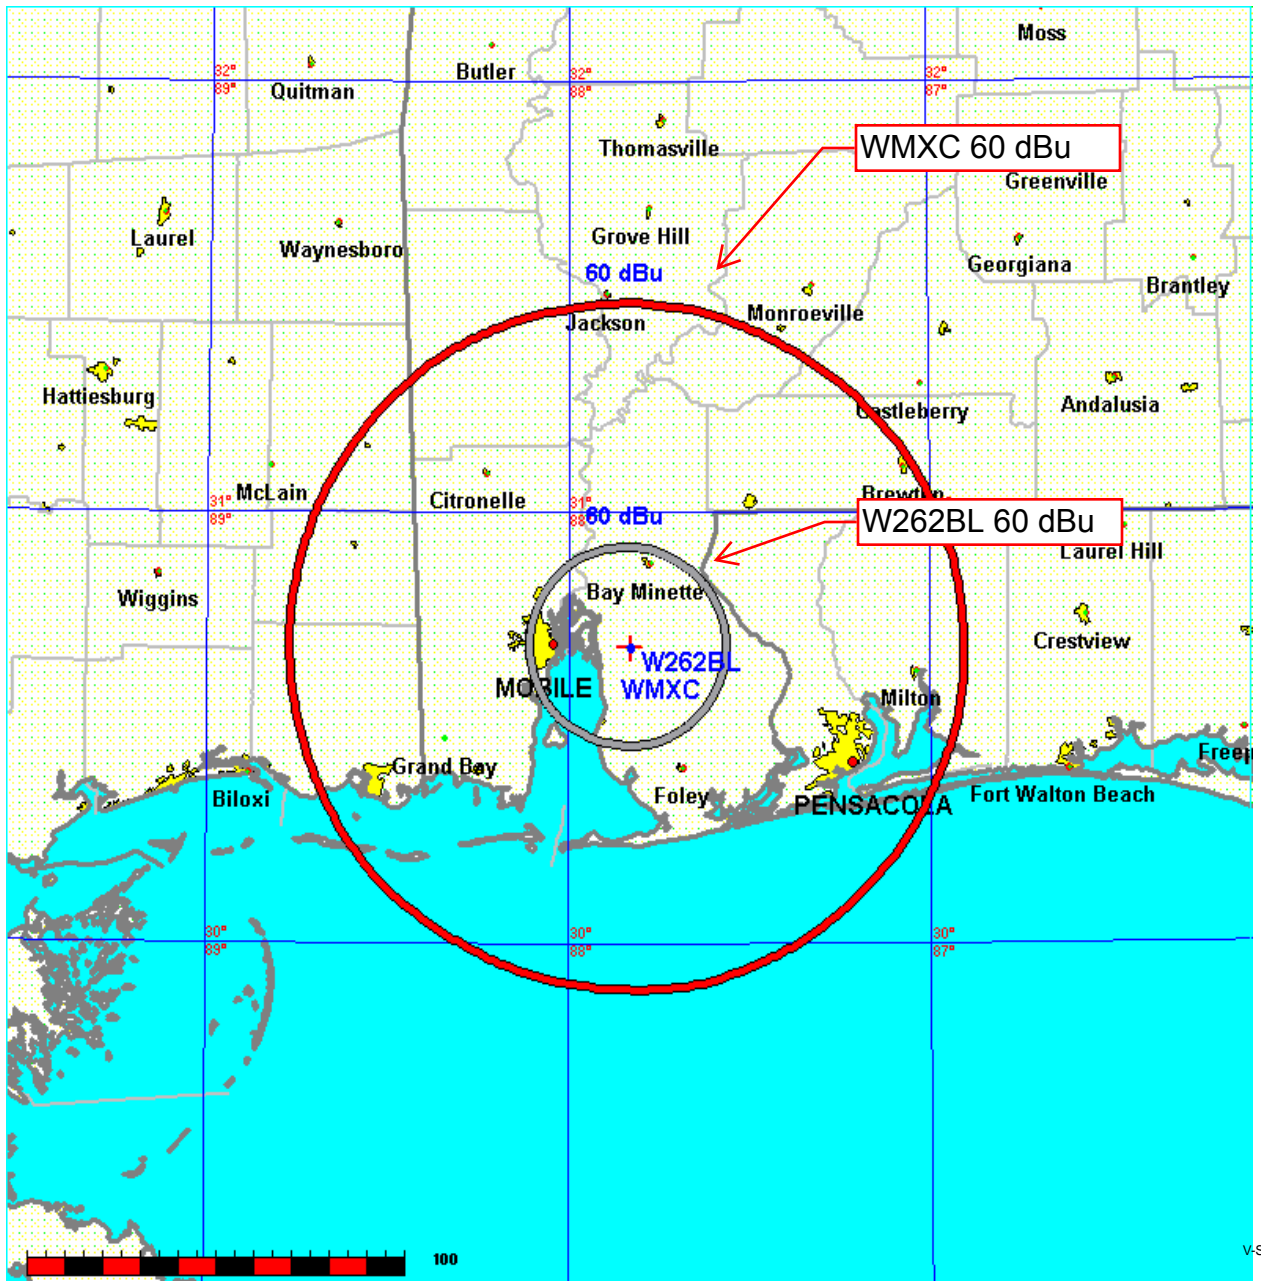 Moss
32°
89°
32°
88°
32°
87°
Butler
Quitman
Thomasville
WMXC 60 dBu
Greenville
Laurel
Waynesboro
Grove Hill
Georgiana
60 dBu
Brantley
Jackson
Monroeville
Hattiesburg
Castleberry
Andalusia
McLain
Citronelle
Brewton
31°
89°
31°
88°
60 dBu
W262BL 60 dBu
Laurel Hill
Wiggins
Bay Minette
Crestview
W262BL
MOBILE
WMXC
Milton
Grand Bay
Freep
Biloxi
Foley
PENSACOLA
Fort Walton Beach
30°
89°
30°
88°
30°
87°
100
V-S